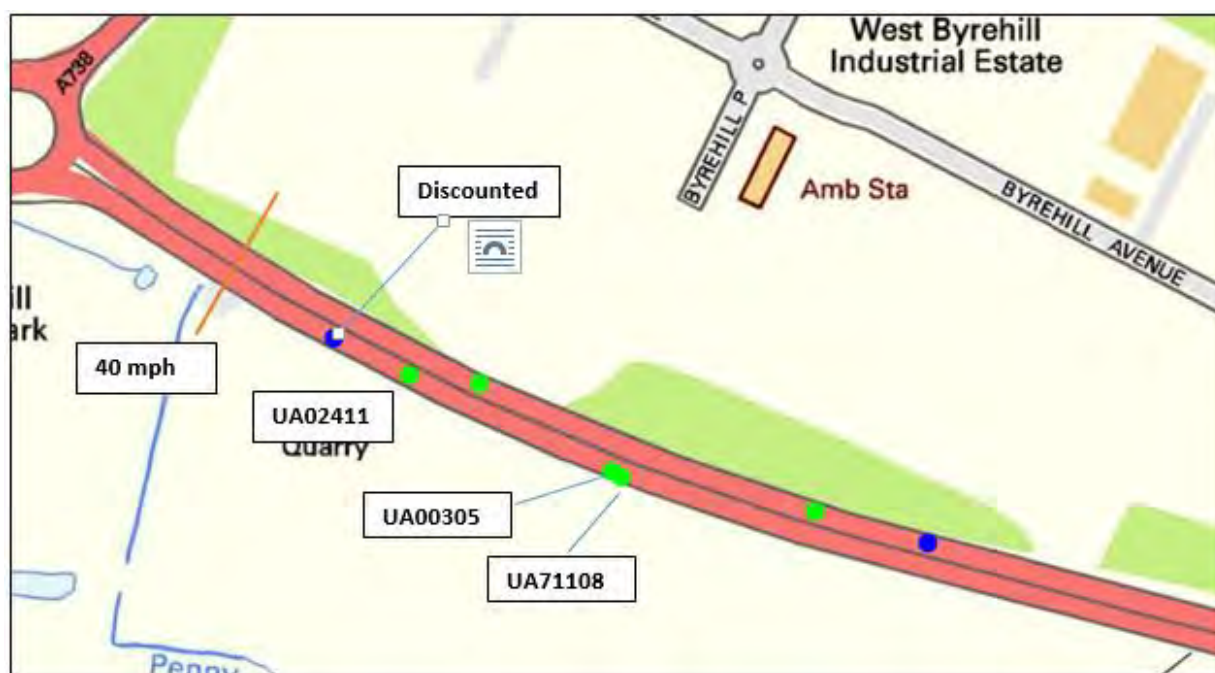 West Byrehill
Industrial Estate
A738
BYREHILL P
Amb Sta
BYREHILL AVENUE
Discounted
ill
ark
40 mph
UA02411
Quarry
UA00305
UA71108
Penny